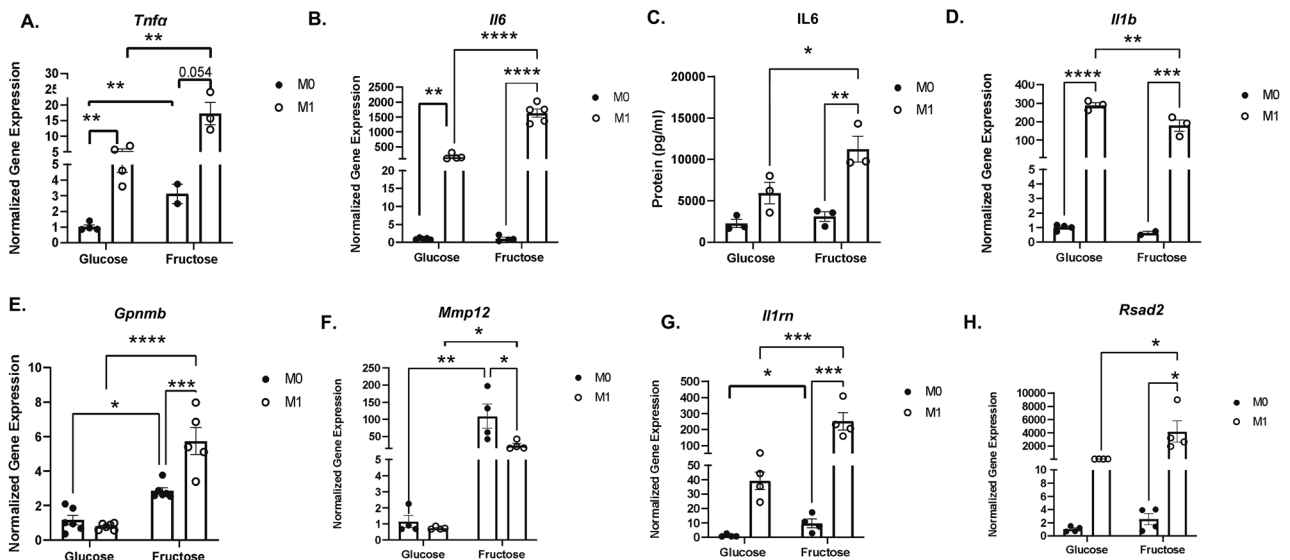 A.
Tnfα
**
0.054
**
**
Normalized Gene Expression
30
25
20
15
10
5
5
4
3
2
1
0
Glucose
Fructose
M0
M1
B.
Il6
****
****
**
2500
2000
1500
1000
500
20
15
10
5
0
Normalized Gene Expression
Glucose
Fructose
M0
M1
C.
IL6
*
**
20000
15000
10000
5000
0
Protein (pg/ml)
Glucose
Fructose
M0
M1
D.
Il1b
**
****
***
400
300
200
100
5
4
3
2
1
0
Normalized Gene Expression
Glucose
Fructose
M0
M1
E.
Gpnmb
****
***
*
10
8
6
4
2
0
Normalized Gene Expression
Glucose
Fructose
M0
M1
F.
Mmp12
*
**
*
250
200
150
100
50
5
4
3
2
1
0
Normalized Gene Expression
Glucose
Fructose
M0
M1
G.
Il1rn
***
*
***
500
400
300
200
100
50
40
30
20
10
0
Normalized Gene Expression
Glucose
Fructose
M0
M1
H.
Rsad2
*
*
10000
8000
6000
4000
2000
10
8
6
4
2
0
Normalized Gene Expression
Glucose
Fructose
M0
M1